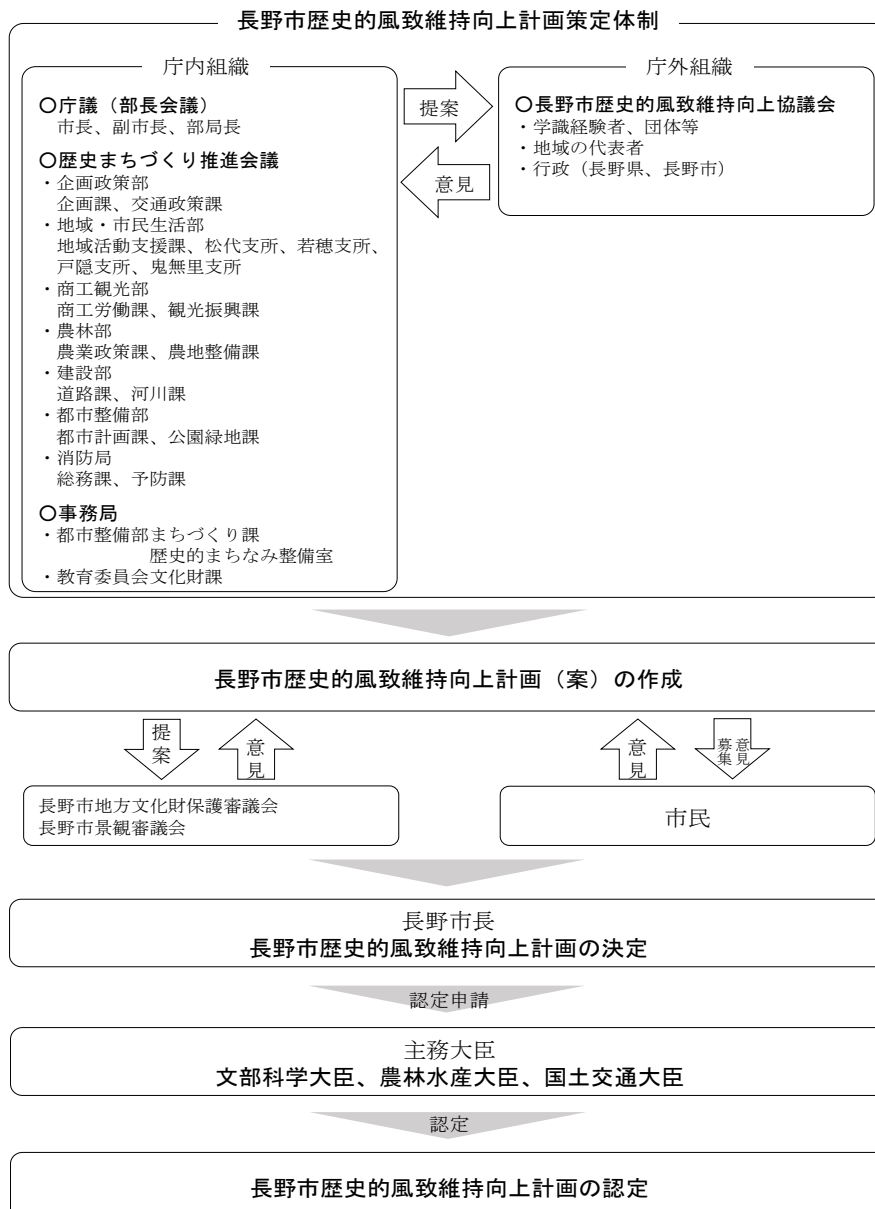 長野市歴史的風致維持向上計画策定体制
庁内組織
〇庁議（部長会議）
市長、副市長、部局長
〇歴史まちづくり推進会議
・企画政策部
企画課、交通政策課
・地域・市民生活部
地域活動支援課、松代支所、若穂支所、
戸隠支所、鬼無里支所
・商工観光部
商工労働課、観光振興課
・農林部
農業政策課、農地整備課
・建設部
道路課、河川課
・都市整備部
都市計画課、公園緑地課
・消防局
総務課、予防課
〇事務局
・都市整備部まちづくり課
歴史的まちなみ整備室
・教育委員会文化財課
提案
意見
庁外組織
〇長野市歴史的風致維持向上協議会
・学識経験者、団体等
・地域の代表者
・行政（長野県、長野市）
長野市歴史的風致維持向上計画（案）の作成
提案
意見
意見
意見
募集
長野市地方文化財保護審議会
長野市景観審議会
市民
長野市長
長野市歴史的風致維持向上計画の決定
認定申請
主務大臣
文部科学大臣、農林水産大臣、国土交通大臣
認定
長野市歴史的風致維持向上計画の認定